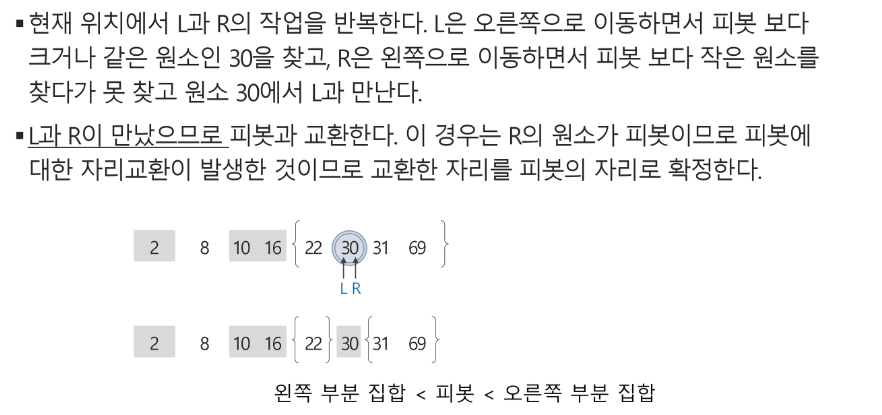 ▪ 현재 위치에서 L과 R의 작업을 반복한다. L은 오른쪽으로 이동하면서 피봇 보다
크거나 같은 원소인 30을 찾고, R은 왼쪽으로 이동하면서 피봇 보다 작은 원소를
찾다가 못 찾고 원소 30에서 L과 만난다.
▪ L과 R이 만났으므로 피봇과 교환한다. 이 경우는 R의 원소가 피봇이므로 피봇에
대한 자리교환이 발생한 것이므로 교환한 자리를 피봇의 자리로 확정한다.
2 8 10 16 { 22 30 31 69 }
L R
2 8 10 16 { 22 } 30 { 31 69 }
왼쪽 부분 집합 < 피봇 < 오른쪽 부분 집합